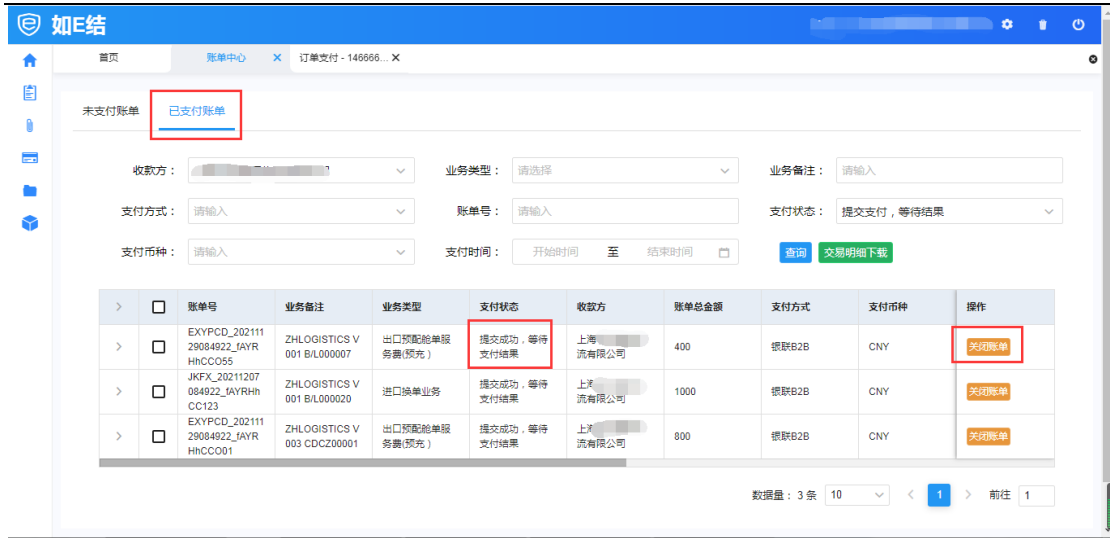 如E结
首页 账单中心 X 订单支付 - 146666... X
未支付账单 已支付账单
收款方： 业务类型： 请选择 业务备注： 请输入
支付方式： 请输入 账单号： 请输入 支付状态： 提交支付，等待结果
支付币种： 请输入 支付时间： 开始时间 至 结束时间 查询 交易明细下载
账单号 业务备注 业务类型 支付状态 收款方 账单总金额 支付方式 支付币种 操作
EXYPCD_202111
29084922_fAYR
HhCCO55
ZHLOGISTICS V
001 B/L000007
出口预配舱单服
务费(预充）
提交成功，等待
支付结果
上海
流有限公司
400
银联B2B
CNY
关闭账单
JKFX_20211207
084922_fAYRHh
CC123
ZHLOGISTICS V
001 B/L000020
进口换单业务
提交成功，等待
支付结果
上海
流有限公司
1000
银联B2B
CNY
关闭账单
EXYPCD_202111
29084922_fAYR
HhCCO01
ZHLOGISTICS V
003 CDCZ00001
出口预配舱单服
务费(预充）
提交成功，等待
支付结果
上海
流有限公司
800
银联B2B
CNY
关闭账单
数据量：3 条 10 < 1 > 前往 1